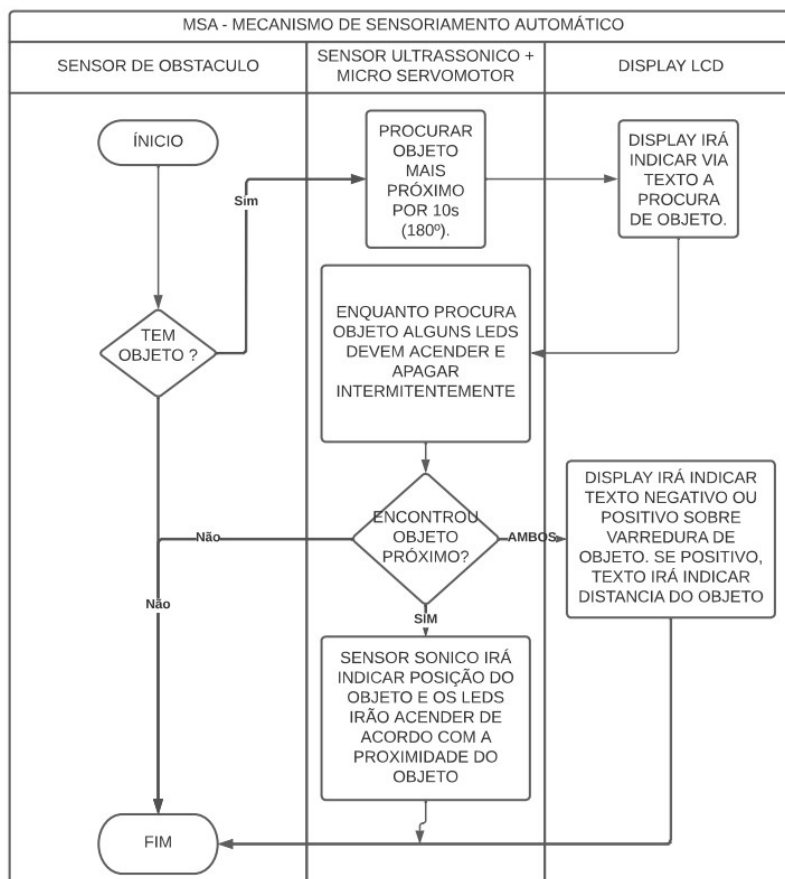 MSA - MECANISMO DE SENSORIAMENTO AUTOMÁTICO
SENSOR DE OBSTACULO
SENSOR ULTRASSONICO +
MICRO SERVOMOTOR
DISPLAY LCD
ÍNICIO
PROCURAR
OBJETO
MAIS
PRÓXIMO
POR 10s
(180º).
DISPLAY IRÁ
INDICAR VIA
TEXTO A
PROCURA
DE OBJETO.
Sim
TEM
OBJETO ?
ENQUANTO PROCURA
OBJETO ALGUNS LEDS
DEVEM ACENDER E
APAGAR
INTERMITENTEMENTE
Não
ENCONTROU
OBJETO
PRÓXIMO?
AMBOS
DISPLAY IRÁ INDICAR
TEXTO NEGATIVO OU
POSITIVO SOBRE
VARREDURA DE
OBJETO. SE POSITIVO,
TEXTO IRÁ INDICAR
DISTANCIA DO OBJETO
Não
SIM
SENSOR SONICO IRÁ
INDICAR POSIÇÃO DO
OBJETO E OS LEDS
IRÃO ACENDER DE
ACORDO COM A
PROXIMIDADE DO
OBJETO
FIM